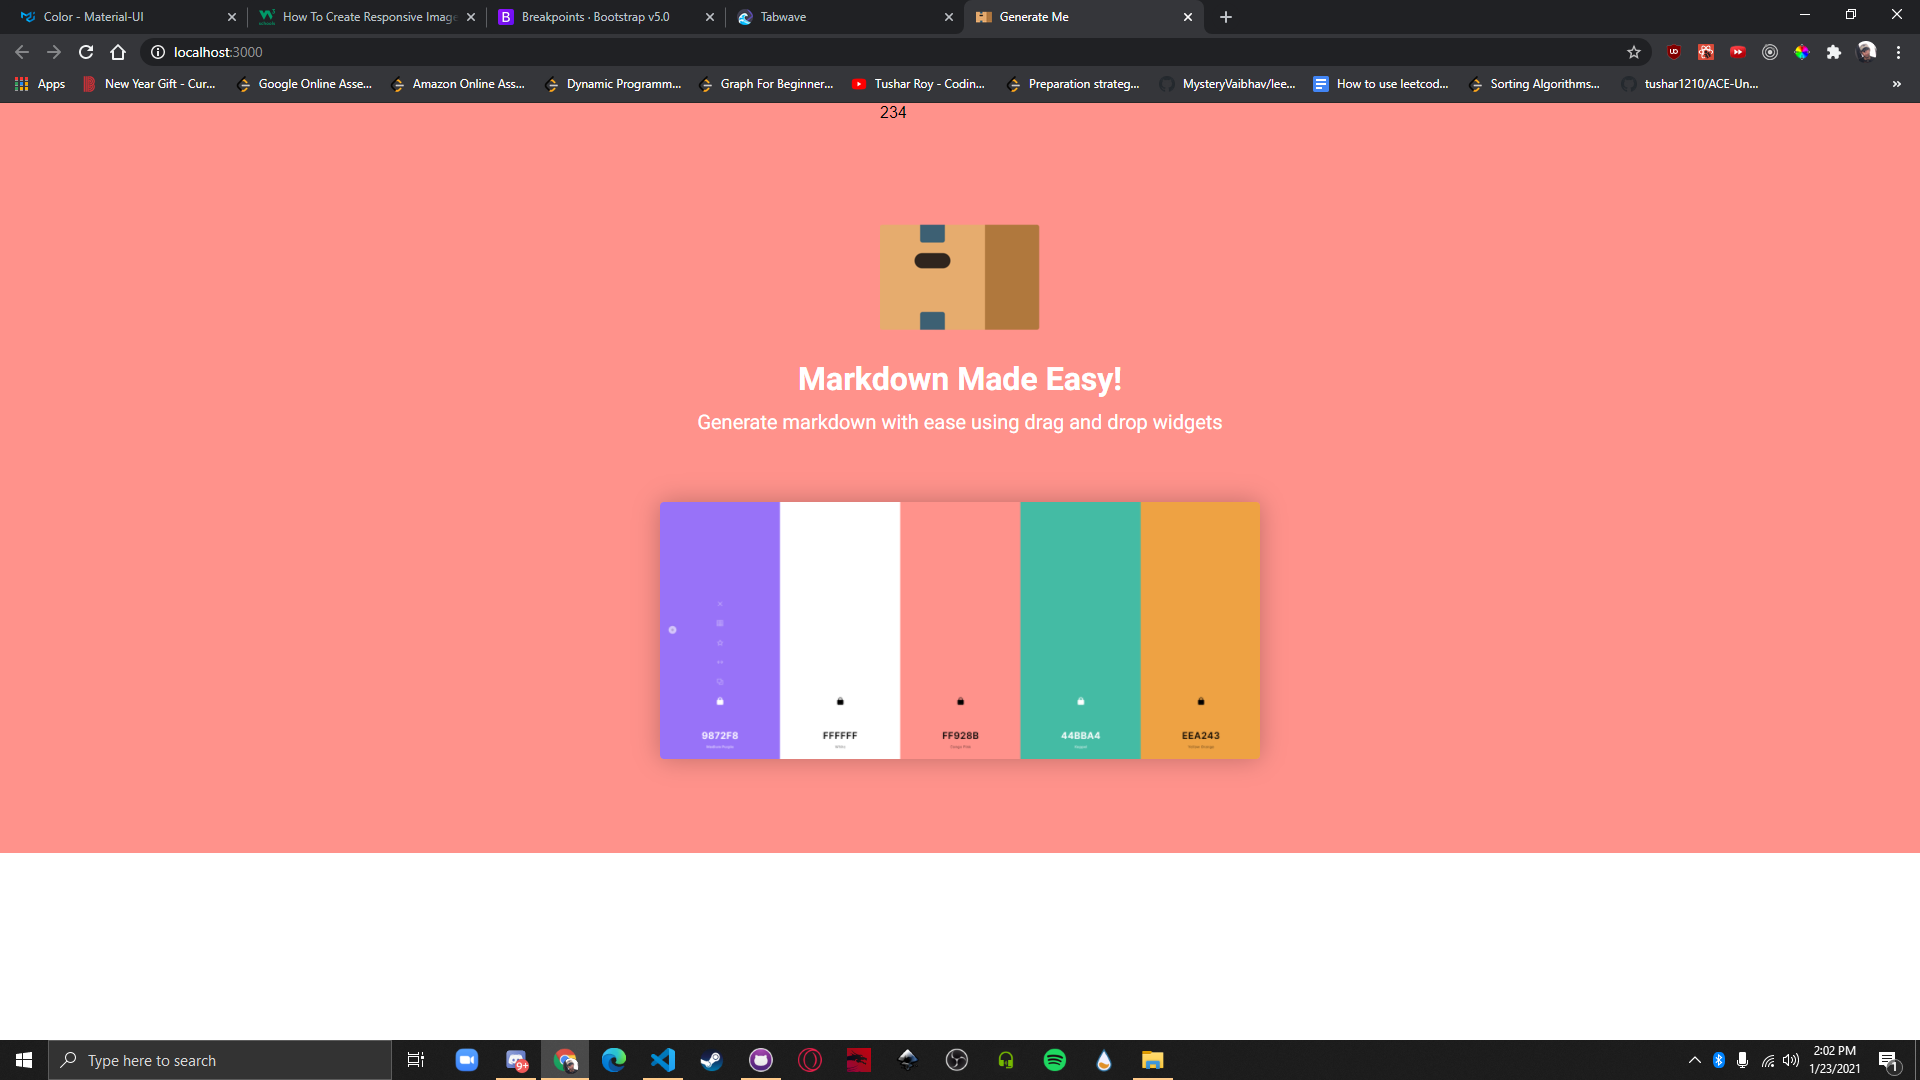 Color - Material-UI
How To Create Responsive Image
Breakpoints · Bootstrap v5.0
Tabwave
Generate Me
localhost:3000
Apps
New Year Gift - Cur...
Google Online Asse...
Amazon Online Ass...
Dynamic Programm...
Graph For Beginner...
Tushar Roy - Codin...
Preparation strateg...
MysteryVaibhav/lee...
How to use leetcod...
Sorting Algorithms...
tushar1210/ACE-Un...
»
234
Markdown Made Easy!
Generate markdown with ease using drag and drop widgets
9872F8
FFFFFF
FF928B
44BBA4
EEA243
Type here to search
9+
2:02 PM
1/23/2021
1